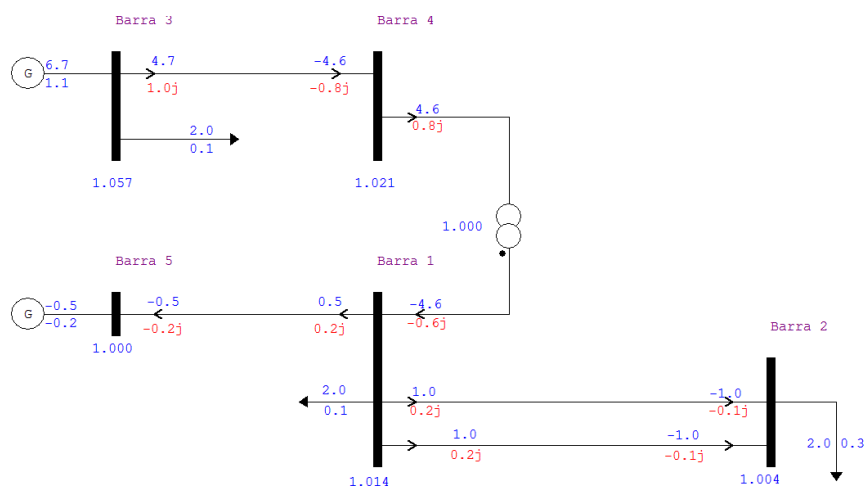 Barra 3
Barra 4
6.7
4.7
-4.6
G
1.1
1.0j
-0.8j
4.6
0.8j
2.0
0.1
1.057
1.021
1.000
Barra 5
Barra 1
-0.5
-0.5
0.5
-4.6
G
-0.2
-0.2j
0.2j
-0.6j
Barra 2
1.000
2.0
1.0
-1.0
0.1
0.2j
-0.1j
1.0
-1.0
2.0 0.3
0.2j
-0.1j
1.014
1.004